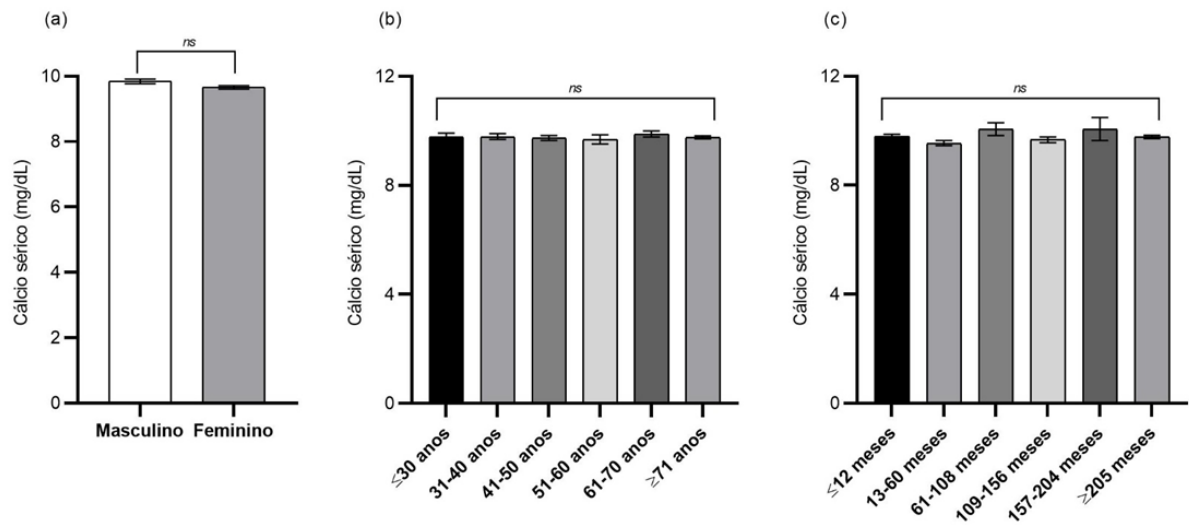 (a)
ns
10
8
6
4
2
0
Cálcio sérico (mg/dL)
Masculino Feminino
(b)
ns
12
8
4
0
Cálcio sérico (mg/dL)
≤30 anos
31-40 anos
41-50 anos
51-60 anos
61-70 anos
≥71 anos
(c)
ns
12
8
4
0
Cálcio sérico (mg/dL)
≤12 meses
13-60 meses
61-108 meses
109-156 meses
157-204 meses
≥205 meses